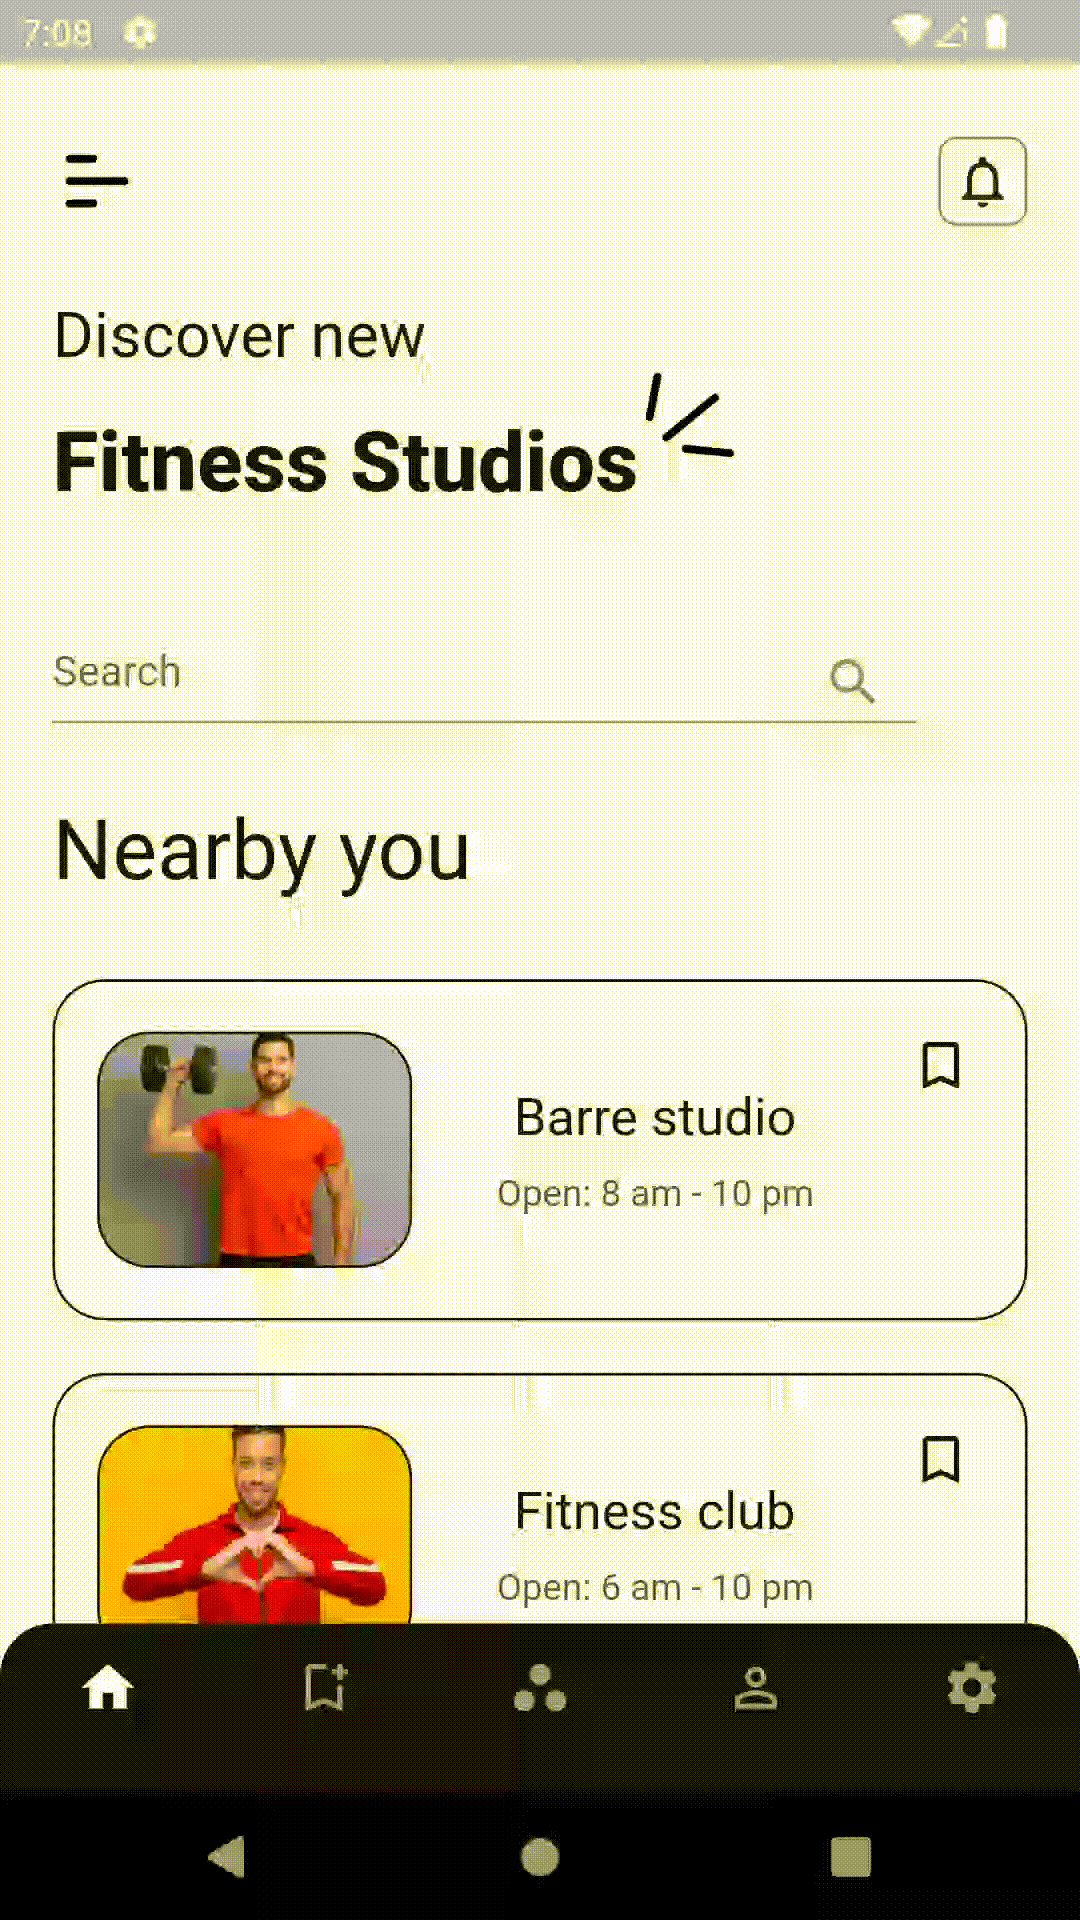 7:08
Discover new
Fitness Studios
Search
Nearby you
Barre studio
Open: 8 am - 10 pm
Fitness club
Open: 6 am - 10 pm